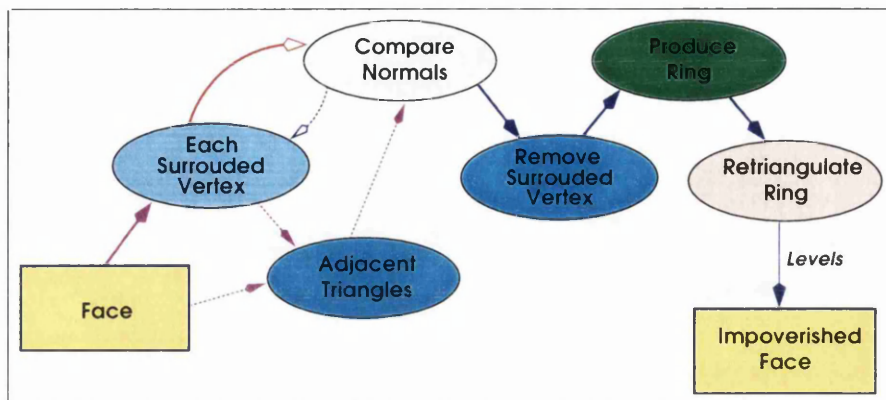 Compare
Normals
Produce
Ring
Each
Surrouded
Vertex
Remove
Surrouded
Vertex
Retriangulate
Ring
Adjacent
Triangles
Levels
Face
Impoverished
Face